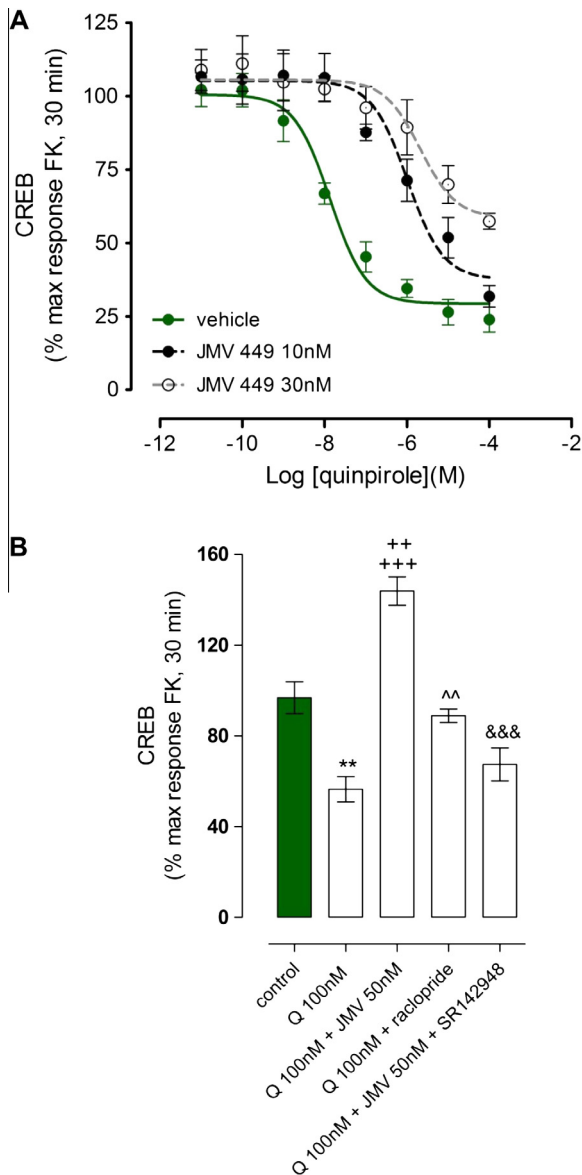 A
125
100
75
50
25
0
CREB
(% max response FK, 30 min)
vehicle
JMV 449 10nM
JMV 449 30nM
-12 -10 -8 -6 -4 -2
Log [quinpirole](M)
B
160
120
80
40
0
CREB
(% max response FK, 30 min)
++
+++
**
^^
&&&
control
Q 100nM
Q 100nM + JMV 50nM
Q 100nM + raclopride
Q 100nM + JMV 50nM + SR142948